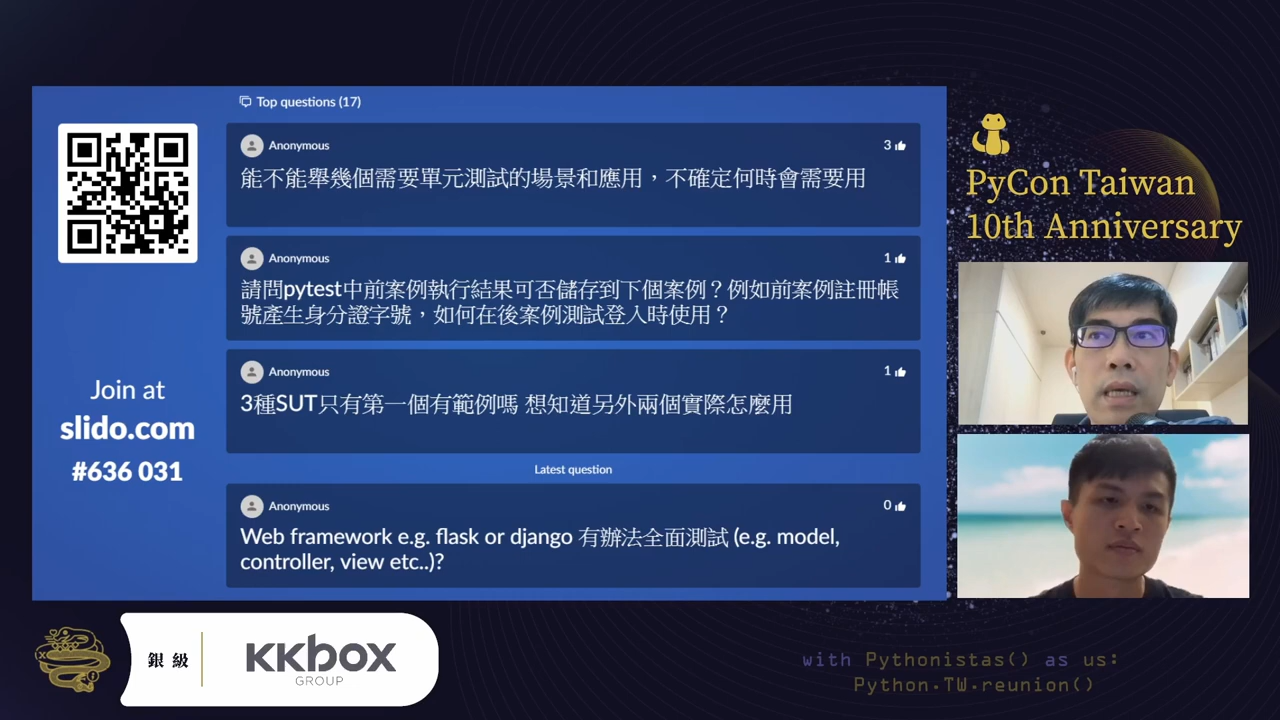 Top questions (17)
Anonymous
3
能不能舉幾個需要單元測試的場景和應用，不確定何時會需要用
Anonymous
1
請問pytest中前案例執行結果可否儲存到下個案例？例如前案例註冊帳
號產生身分證字號，如何在後案例測試登入時使用？
Anonymous
1
3種SUT只有第一個有範例嗎 想知道另外兩個實際怎麼用
Latest question
Anonymous
0
Web framework e.g. flask or django 有辦法全面測試 (e.g. model,
controller, view etc..)?
Join at
slido.com
#636 031
PyCon Taiwan
10th Anniversary
銀級
KKBOX
GROUP
with Pythonistas() as us:
Python.TW.reunion()